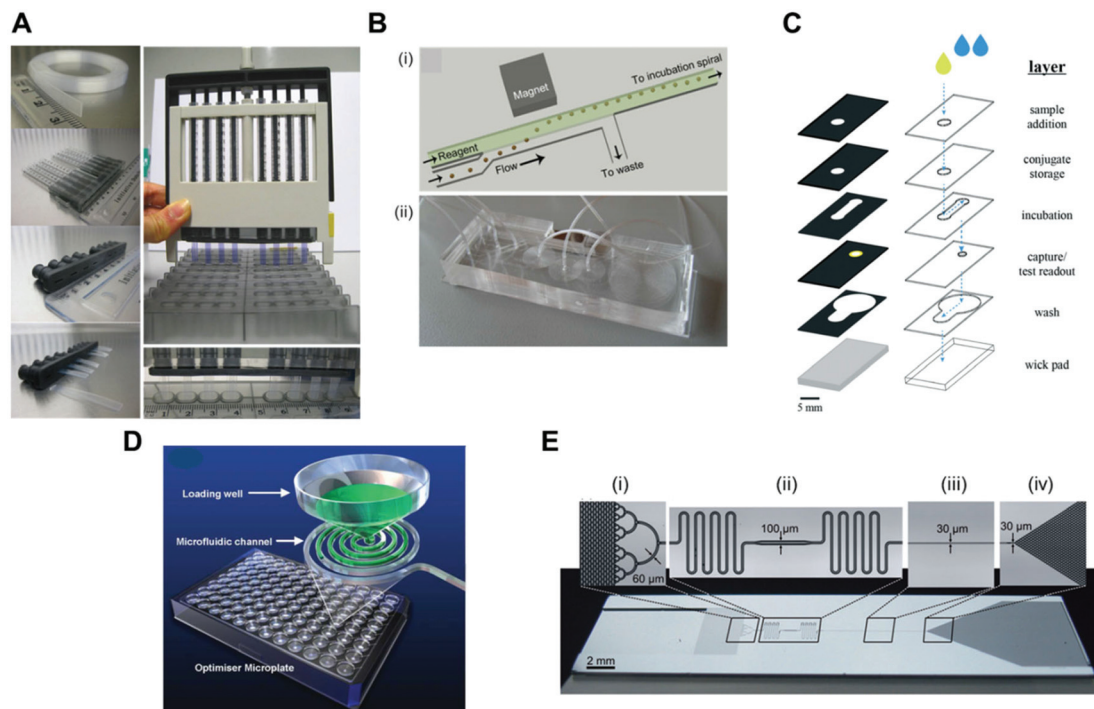 A
B
(i)
Magnet
To incubation spiral
Reagent
Flow
To waste
(ii)
C
layer
sample
addition
conjugate
storage
incubation
capture/
test readout
wash
wick pad
5 mm
D
Loading well
Microfluidic channel
Optimiser Microplate
E
(i)
(ii)
(iii)
(iv)
60 μm
100 μm
30 μm
30 μm
2 mm